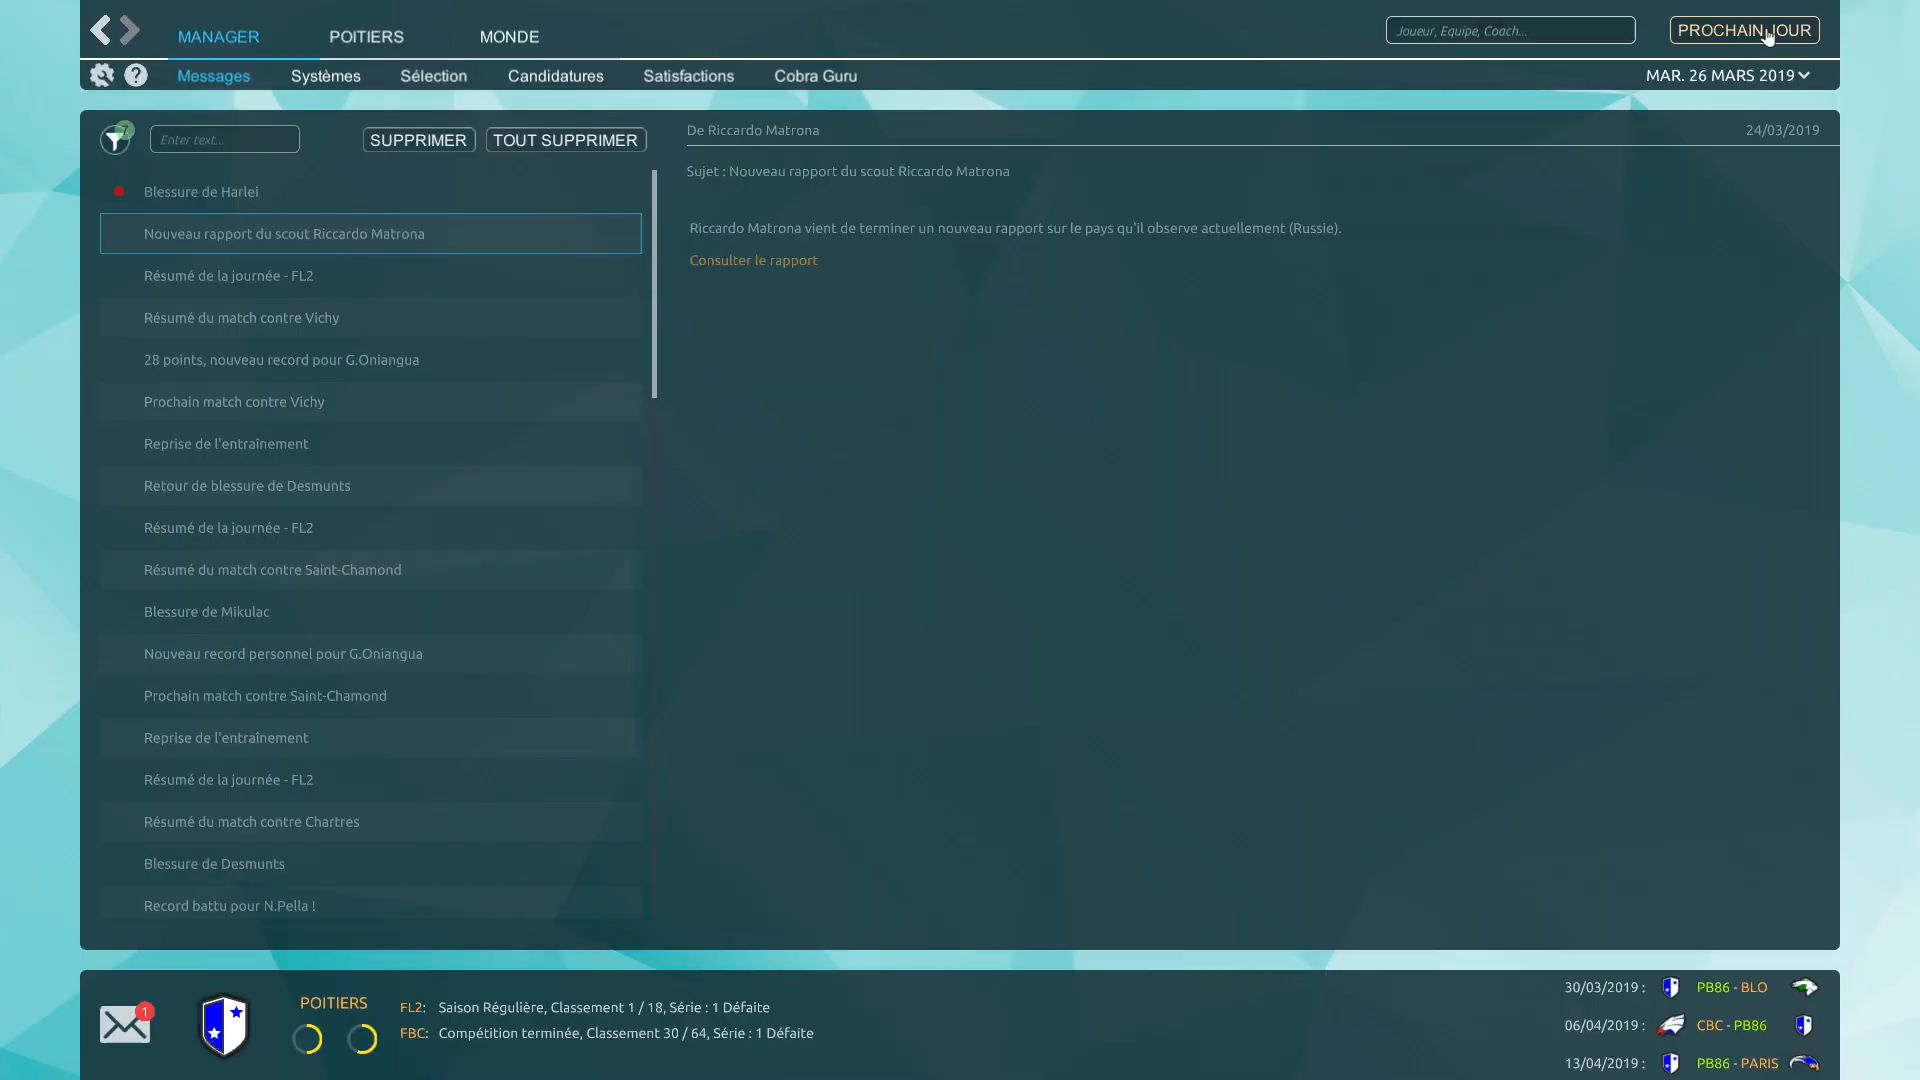 MANAGER
POITIERS
MONDE
Joueur, Equipe, Coach...
PROCHAIN JOUR
Messages
Systèmes
Sélection
Candidatures
Satisfactions
Cobra Guru
MAR. 26 MARS 2019
7
Enter text...
SUPPRIMER
TOUT SUPPRIMER
Blessure de Harlei
Nouveau rapport du scout Riccardo Matrona
Résumé de la journée - FL2
Résumé du match contre Vichy
28 points, nouveau record pour G.Oniangua
Prochain match contre Vichy
Reprise de l'entraînement
Retour de blessure de Desmunts
Résumé de la journée - FL2
Résumé du match contre Saint-Chamond
Blessure de Mikulac
Nouveau record personnel pour G.Oniangua
Prochain match contre Saint-Chamond
Reprise de l'entraînement
Résumé de la journée - FL2
Résumé du match contre Chartres
Blessure de Desmunts
Record battu pour N.Pella !
De Riccardo Matrona
24/03/2019
Sujet : Nouveau rapport du scout Riccardo Matrona
Riccardo Matrona vient de terminer un nouveau rapport sur le pays qu'il observe actuellement (Russie).
Consulter le rapport
1
POITIERS
FL2: Saison Régulière, Classement 1 / 18, Série : 1 Défaite
FBC: Compétition terminée, Classement 30 / 64, Série : 1 Défaite
30/03/2019 : PB86 - BLO
06/04/2019 : CBC - PB86
13/04/2019 : PB86 - PARIS